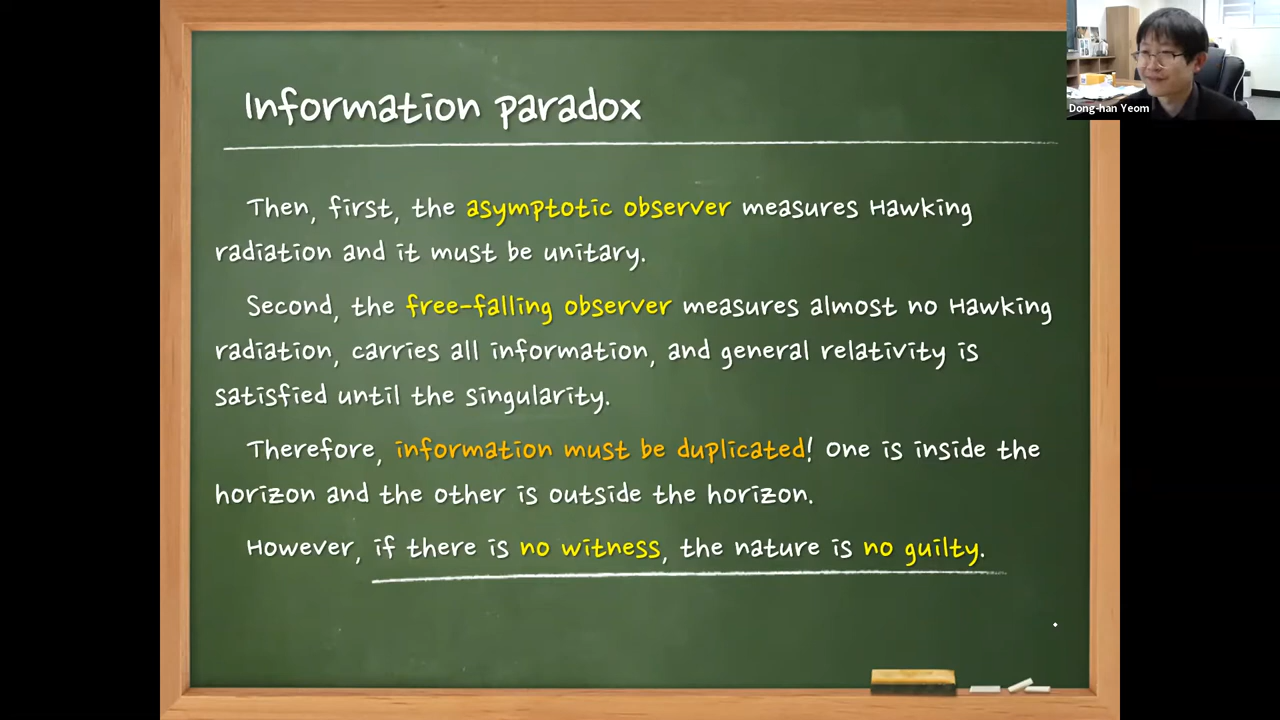 Information paradox
Dong-han Yeom
Then, first, the asymptotic observer measures Hawking
radiation and it must be unitary.
Second, the free-falling observer measures almost no Hawking
radiation, carries all information, and general relativity is
satisfied until the singularity.
Therefore, information must be duplicated! One is inside the
horizon and the other is outside the horizon.
However, if there is no witness, the nature is no guilty.